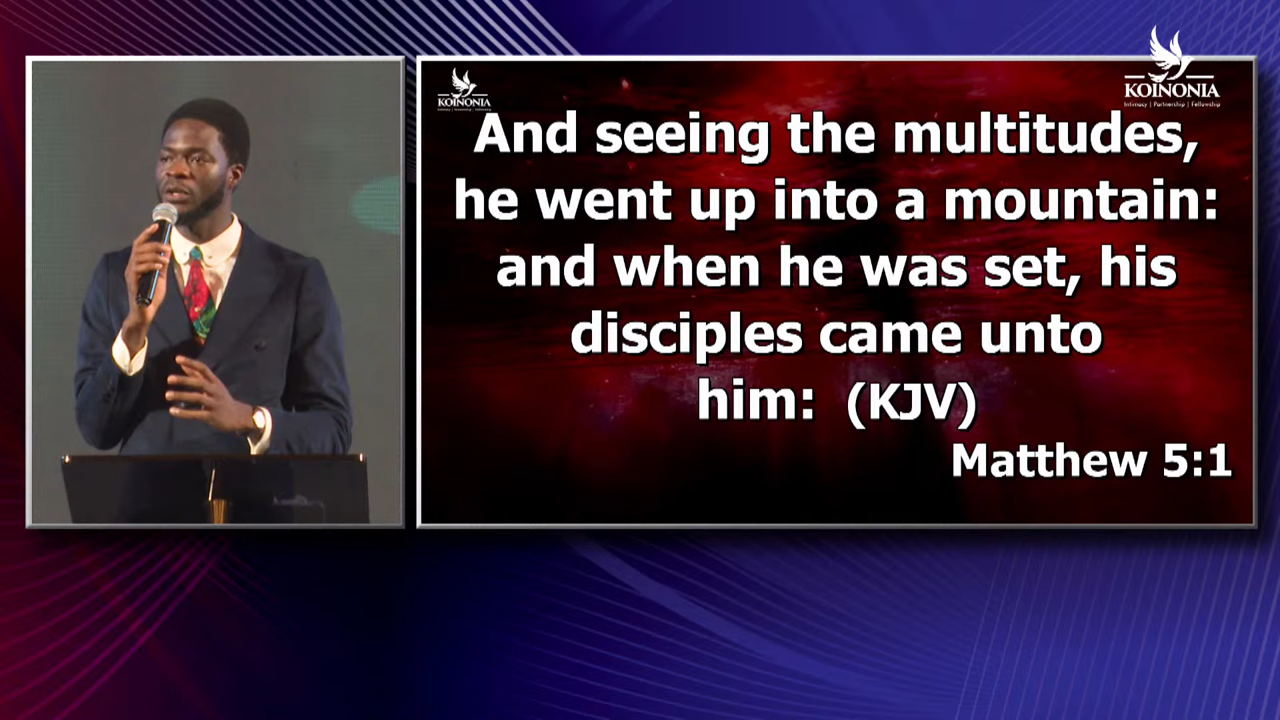 KOINONIA
Intimacy | Partnership | Fellowship
KOINONIA
And seeing the multitudes,
he went up into a mountain:
and when he was set, his
disciples came unto
him: (KJV)
Matthew 5:1